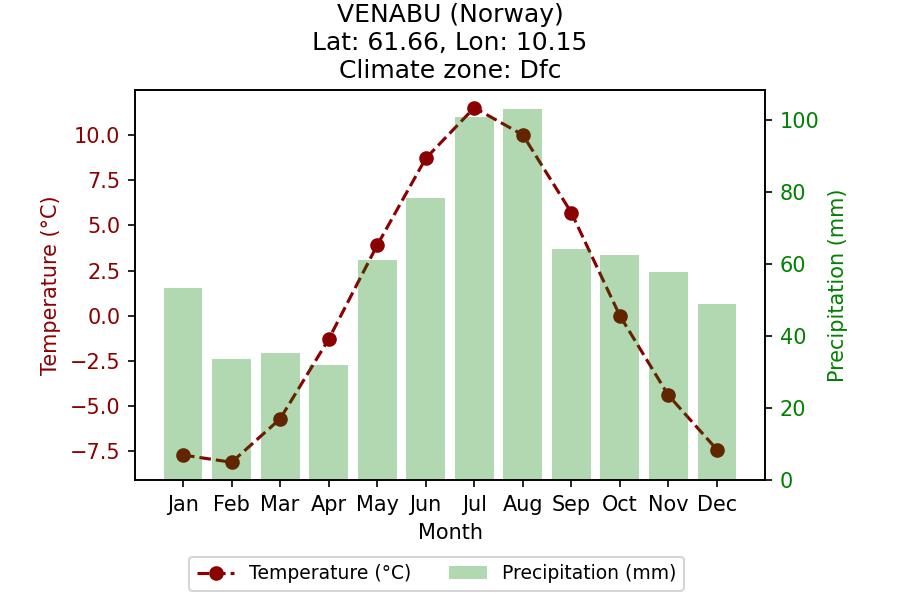 VENABU (Norway)
Lat: 61.66, Lon: 10.15
Climate zone: Dfc
Temperature (°C)
10.0
7.5
5.0
2.5
0.0
−2.5
−5.0
−7.5
100
80
60
40
20
0
Precipitation (mm)
Jan Feb Mar Apr May Jun Jul Aug Sep Oct Nov Dec
Month
Temperature (°C) Precipitation (mm)